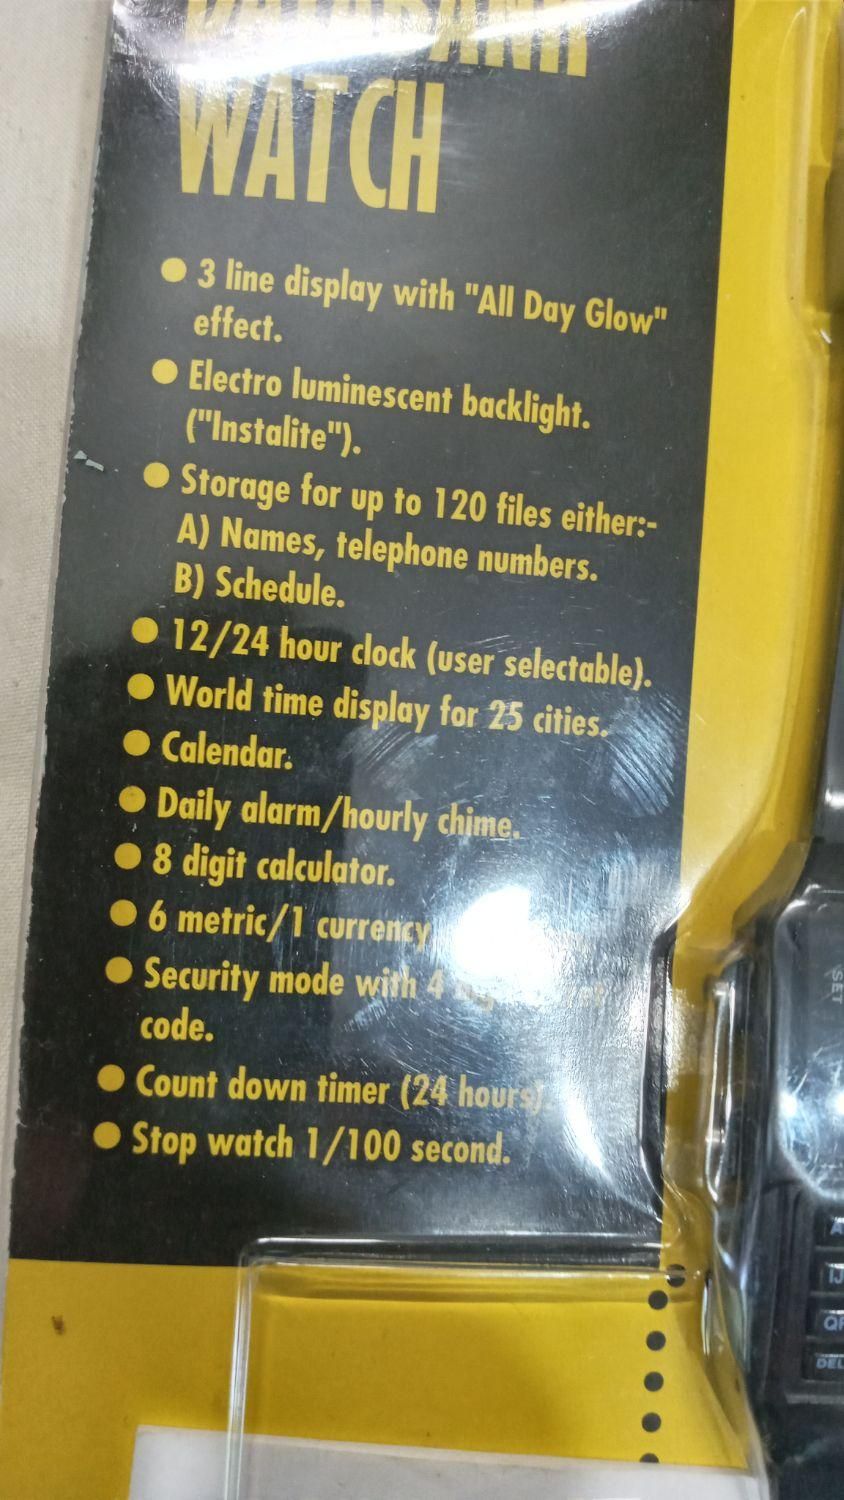 DATABANK
WATCH
● 3 line display with "All Day Glow"
effect.
● Electro luminescent backlight.
("Instalite").
● Storage for up to 120 files either:-
A) Names, telephone numbers.
B) Schedule.
● 12/24 hour clock (user selectable).
● World time display for 25 cities.
● Calendar.
● Daily alarm/hourly chime.
● 8 digit calculator.
● 6 metric/1 currency
● Security mode with 4
code.
● Count down timer (24 hours).
● Stop watch 1/100 second.
SET
DEL